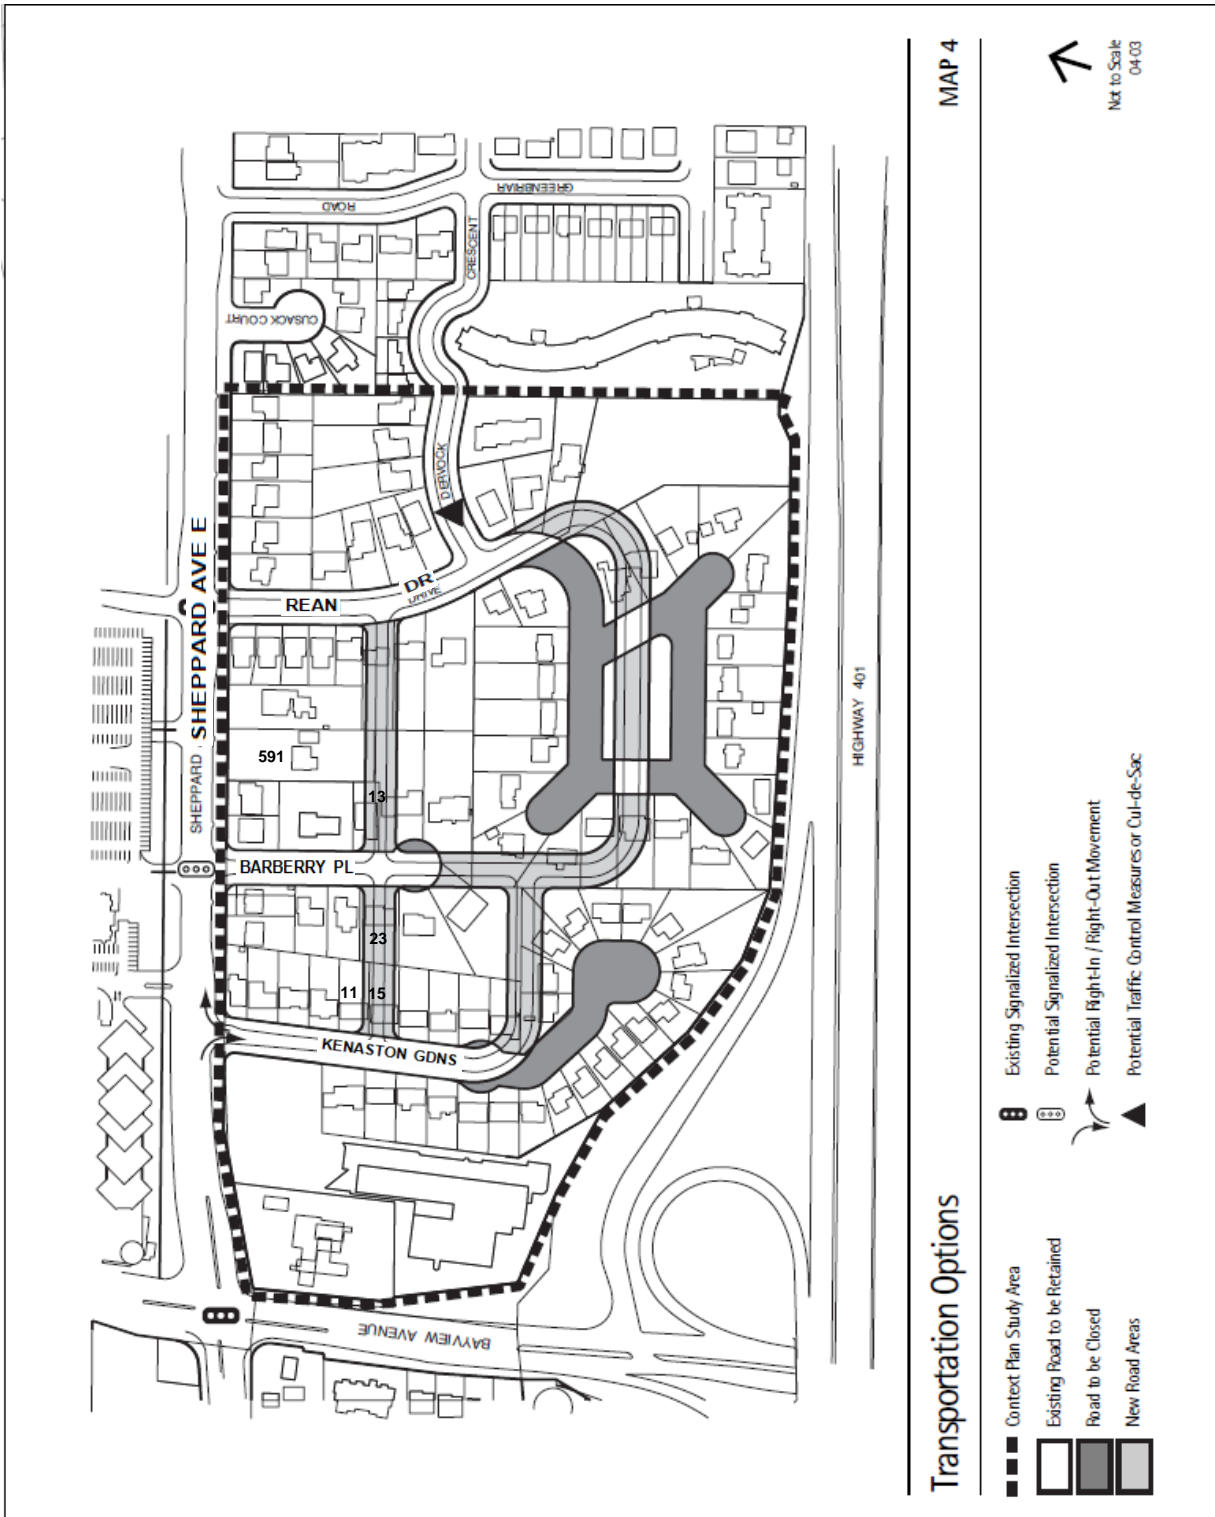 MAP 4
Transportation Options
Not to Scale
04-03
ROAD
GREENBRIAR
CRESCENT
CUSACK COURT
DERVOCK
SHEPPARD AVE E
SHEPPARD
REAN
DR
DRIVE
591
13
BARBERRY PL
23
11
15
KENASTON GDNS
HIGHWAY 401
BAYVIEW AVENUE
Context Plan Study Area
Existing Road to be Retained
Road to be Closed
New Road Areas
Existing Signalized Intersection
Potential Signalized Intersection
Potential Right-In / Right-Out Movement
Potential Traffic Control Measures or Cul-de-Sac